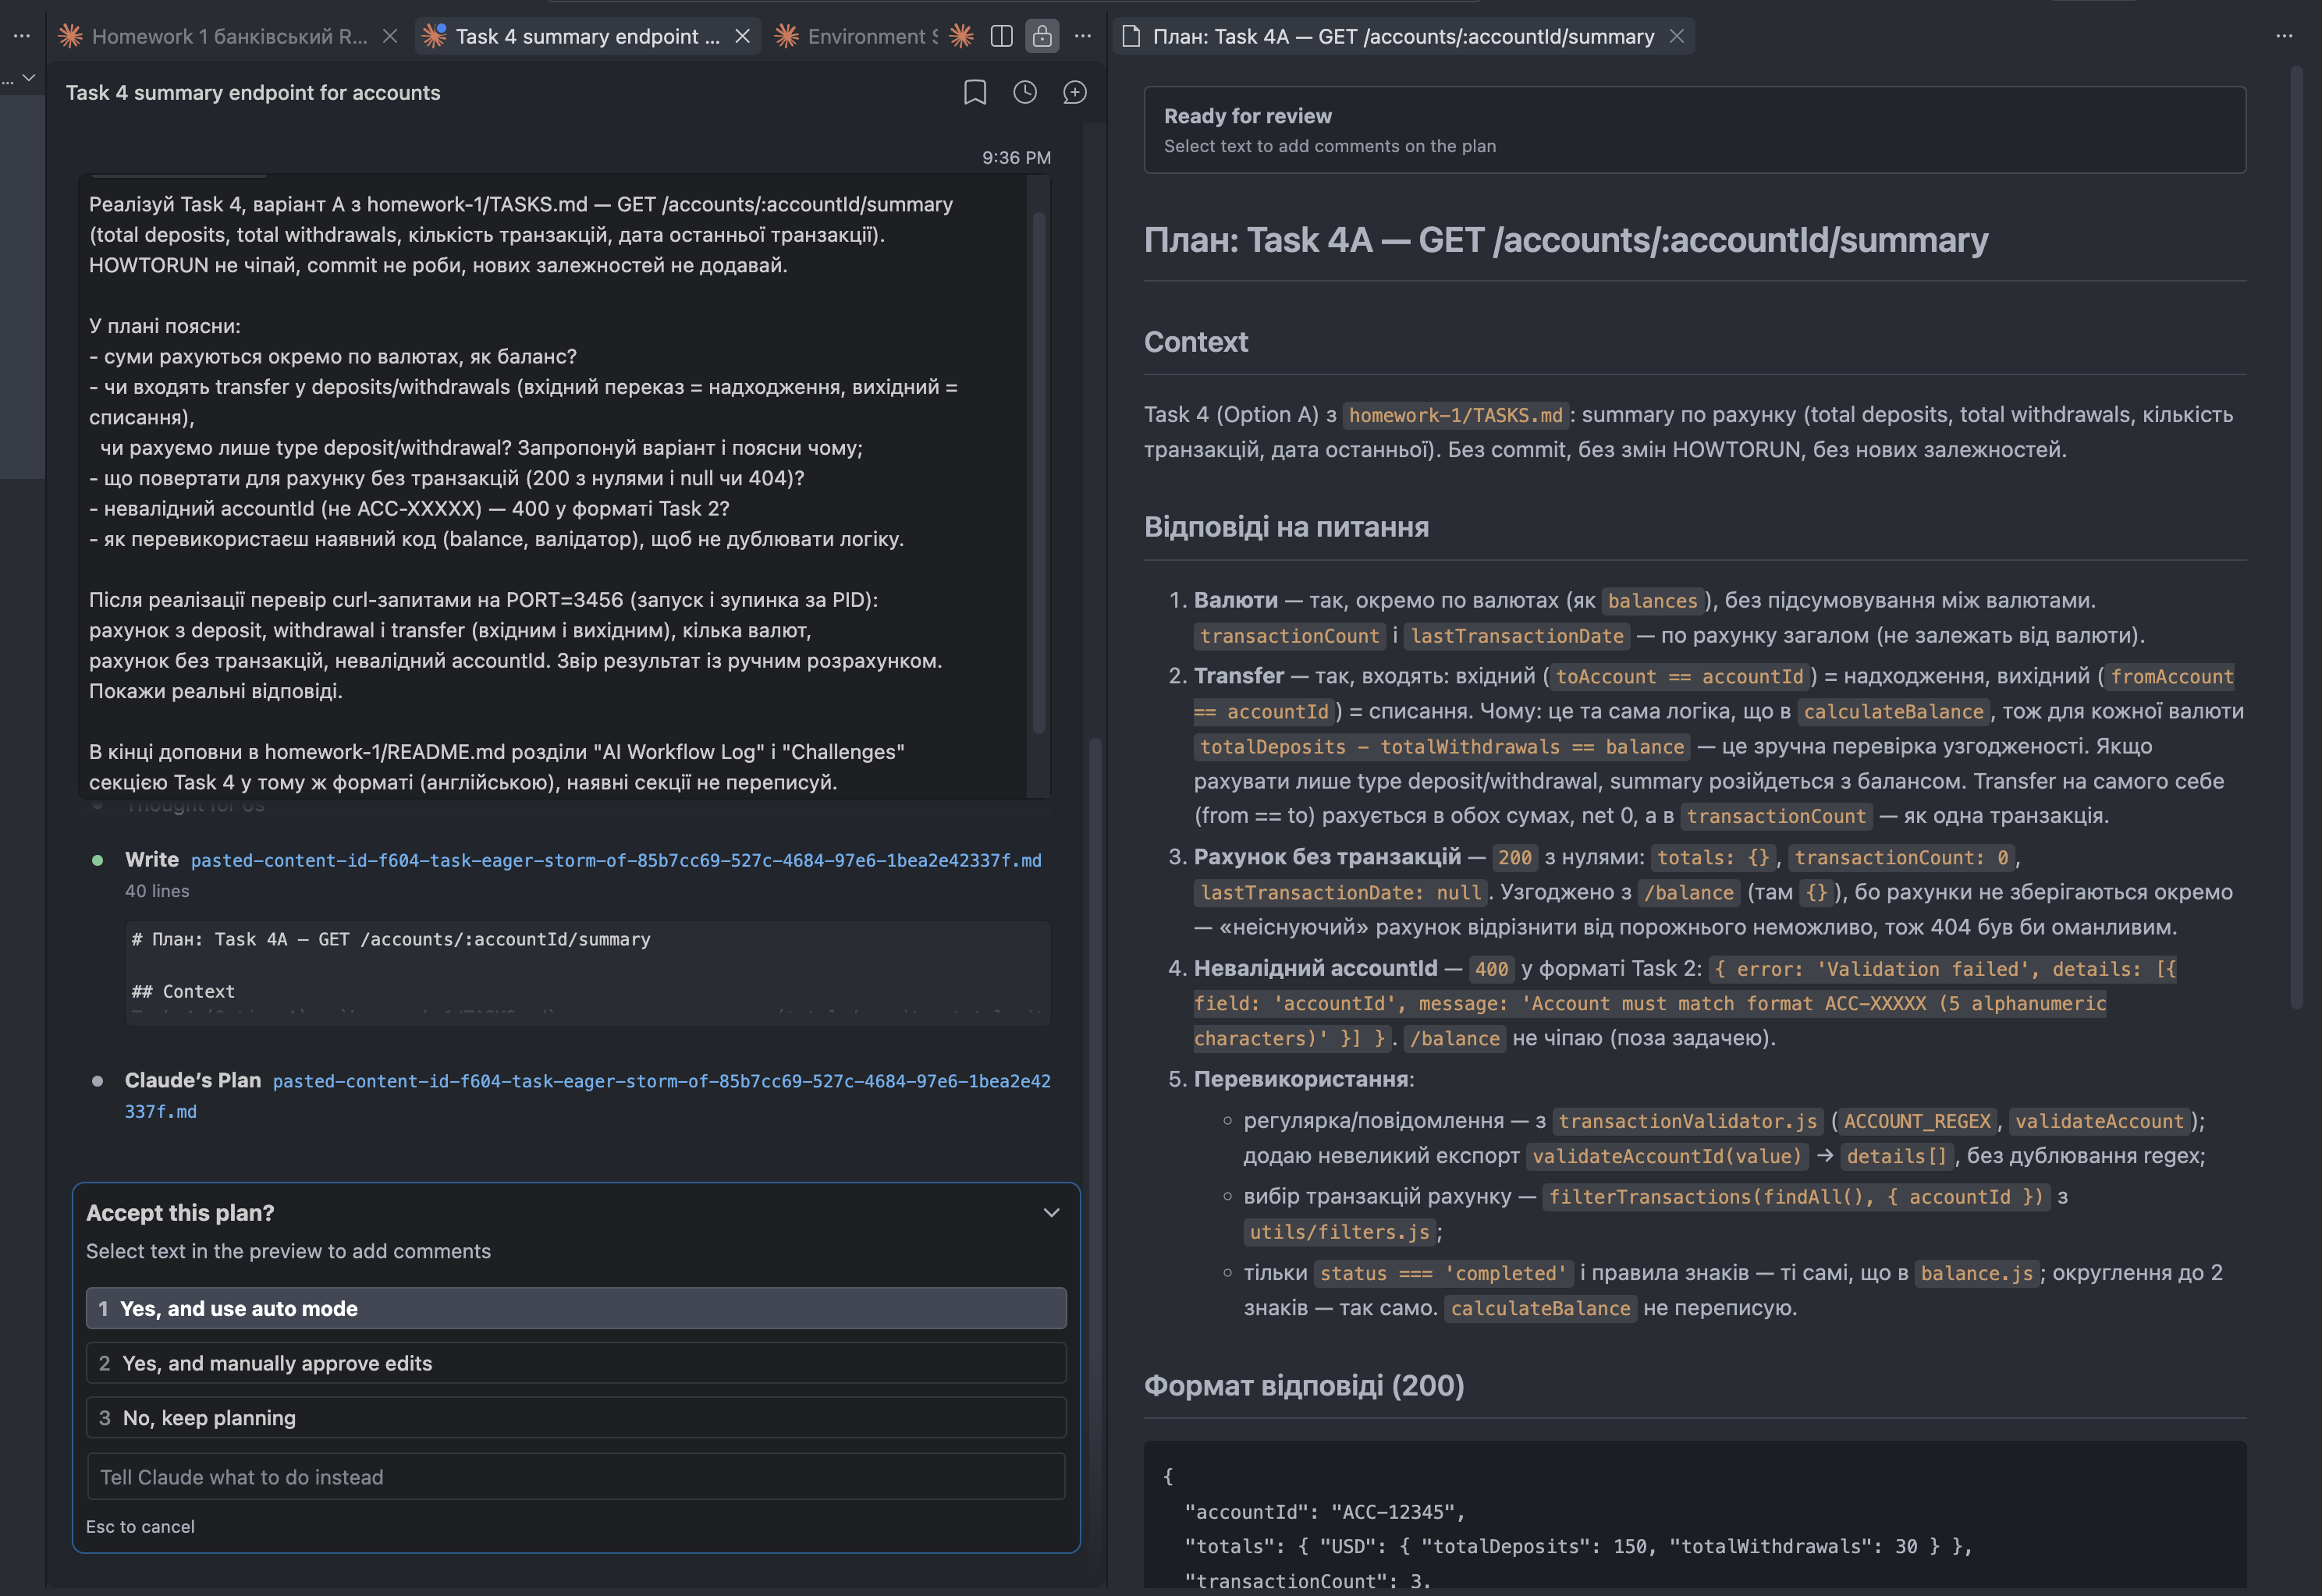 Homework 1 банківський R...
Task 4 summary endpoint ...
Environment S
План: Task 4A — GET /accounts/:accountId/summary
Task 4 summary endpoint for accounts
9:36 PM
Реалізуй Task 4, варіант A з homework-1/TASKS.md — GET /accounts/:accountId/summary
(total deposits, total withdrawals, кількість транзакцій, дата останньої транзакції).
HOWTORUN не чіпай, commit не роби, нових залежностей не додавай.
У плані поясни:
- суми рахуються окремо по валютах, як баланс?
- чи входять transfer у deposits/withdrawals (вхідний переказ = надходження, вихідний =
списання),
чи рахуємо лише type deposit/withdrawal? Запропонуй варіант і поясни чому;
- що повертати для рахунку без транзакцій (200 з нулями і null чи 404)?
- невалідний accountId (не ACC-XXXXX) — 400 у форматі Task 2?
- як перевикористаєш наявний код (balance, валідатор), щоб не дублювати логіку.
Після реалізації перевір curl-запитами на PORT=3456 (запуск і зупинка за PID):
рахунок з deposit, withdrawal і transfer (вхідним і вихідним), кілька валют,
рахунок без транзакцій, невалідний accountId. Звір результат із ручним розрахунком.
Покажи реальні відповіді.
В кінці доповни в homework-1/README.md розділи "AI Workflow Log" і "Challenges"
секцією Task 4 у тому ж форматі (англійською), наявні секції не переписуй.
Write pasted-content-id-f604-task-eager-storm-of-85b7cc69-527c-4684-97e6-1bea2e42337f.md
40 lines
# План: Task 4A — GET /accounts/:accountId/summary
## Context
Claude’s Plan pasted-content-id-f604-task-eager-storm-of-85b7cc69-527c-4684-97e6-1bea2e42
337f.md
Accept this plan?
Select text in the preview to add comments
1 Yes, and use auto mode
2 Yes, and manually approve edits
3 No, keep planning
Tell Claude what to do instead
Esc to cancel
Ready for review
Select text to add comments on the plan
План: Task 4A — GET /accounts/:accountId/summary
Context
Task 4 (Option A) з homework-1/TASKS.md: summary по рахунку (total deposits, total withdrawals, кількість
транзакцій, дата останньої). Без commit, без змін HOWTORUN, без нових залежностей.
Відповіді на питання
1. Валюти — так, окремо по валютах (як balances), без підсумовування між валютами.
transactionCount і lastTransactionDate — по рахунку загалом (не залежать від валюти).
2. Transfer — так, входять: вхідний (toAccount == accountId) = надходження, вихідний (fromAccount
== accountId) = списання. Чому: це та сама логіка, що в calculateBalance, тож для кожної валюти
totalDeposits − totalWithdrawals == balance — це зручна перевірка узгодженості. Якщо
рахувати лише type deposit/withdrawal, summary розійдеться з балансом. Transfer на самого себе
(from == to) рахується в обох сумах, net 0, а в transactionCount — як одна транзакція.
3. Рахунок без транзакцій — 200 з нулями: totals: {}, transactionCount: 0,
lastTransactionDate: null. Узгоджено з /balance (там {}), бо рахунки не зберігаються окремо
— «неіснуючий» рахунок відрізнити від порожнього неможливо, тож 404 був би оманливим.
4. Невалідний accountId — 400 у форматі Task 2: { error: 'Validation failed', details: [{
field: 'accountId', message: 'Account must match format ACC-XXXXX (5 alphanumeric
characters)' }] }. /balance не чіпаю (поза задачею).
5. Перевикористання:
◦ регулярка/повідомлення — з transactionValidator.js (ACCOUNT_REGEX, validateAccount);
додаю невеликий експорт validateAccountId(value) → details[], без дублювання regex;
◦ вибір транзакцій рахунку — filterTransactions(findAll(), { accountId }) з
utils/filters.js;
◦ тільки status === 'completed' і правила знаків — ті самі, що в balance.js; округлення до 2
знаків — так само. calculateBalance не переписую.
Формат відповіді (200)
{
"accountId": "ACC-12345",
"totals": { "USD": { "totalDeposits": 150, "totalWithdrawals": 30 } },
"transactionCount": 3,